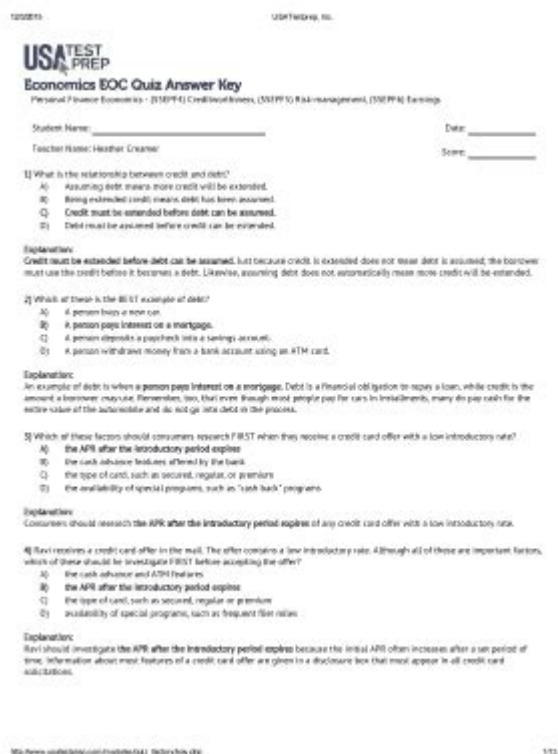 12/2/2015 USATestprep, Inc.
USA TEST PREP
Economics EOC Quiz Answer Key
Personal Finance Economics - (SSEPF4) Creditworthiness, (SSEPF5) Risk management, (SSEPF6) Earnings
Student Name: Date:
Teacher Name: Heather Creamer Score:
1) What is the relationship between credit and debt?
A) Assuming debt means more credit will be extended.
B) Being extended credit means debt has been assumed.
C) Credit must be extended before debt can be assumed.
D) Debt must be assumed before credit can be extended.
Explanation:
Credit must be extended before debt can be assumed. Just because credit is extended does not mean debt is assumed; the borrower
must use the credit before it becomes a debt. Likewise, assuming debt does not automatically mean more credit will be extended.
2) Which of these is the BEST example of debt?
A) A person buys a new car.
B) A person pays interest on a mortgage.
C) A person deposits a paycheck into a savings account.
D) A person withdraws money from a bank account using an ATM card.
Explanation:
An example of debt is when a person pays interest on a mortgage. Debt is a financial obligation to repay a loan, while credit is the
amount a borrower may use. Remember, too, that even though most people pay for cars in installments, many do pay cash for the
entire value of the automobile and do not go into debt in the process.
3) Which of these factors should consumers research FIRST when they receive a credit card offer with a low introductory rate?
A) the APR after the introductory period expires
B) the cash advance features offered by the bank
C) the type of card, such as secured, regular, or premium
D) the availability of special programs, such as "cash back" programs
Explanation:
Consumers should research the APR after the introductory period expires of any credit card offer with a low introductory rate.
4) Ravi receives a credit card offer in the mail. The offer contains a low introductory rate. Although all of these are important factors,
which of these should be investigate FIRST before accepting the offer?
A) the cash advance and ATM features
B) the APR after the introductory period expires
C) the type of card, such as secured, regular or premium
D) availability of special programs, such as frequent flier miles
Explanation:
Ravi should investigate the APR after the introductory period expires because the initial APR often increases after a set period of
time. Information about most features of a credit card offer are given in a disclosure box that must appear in all credit card
solicitations.